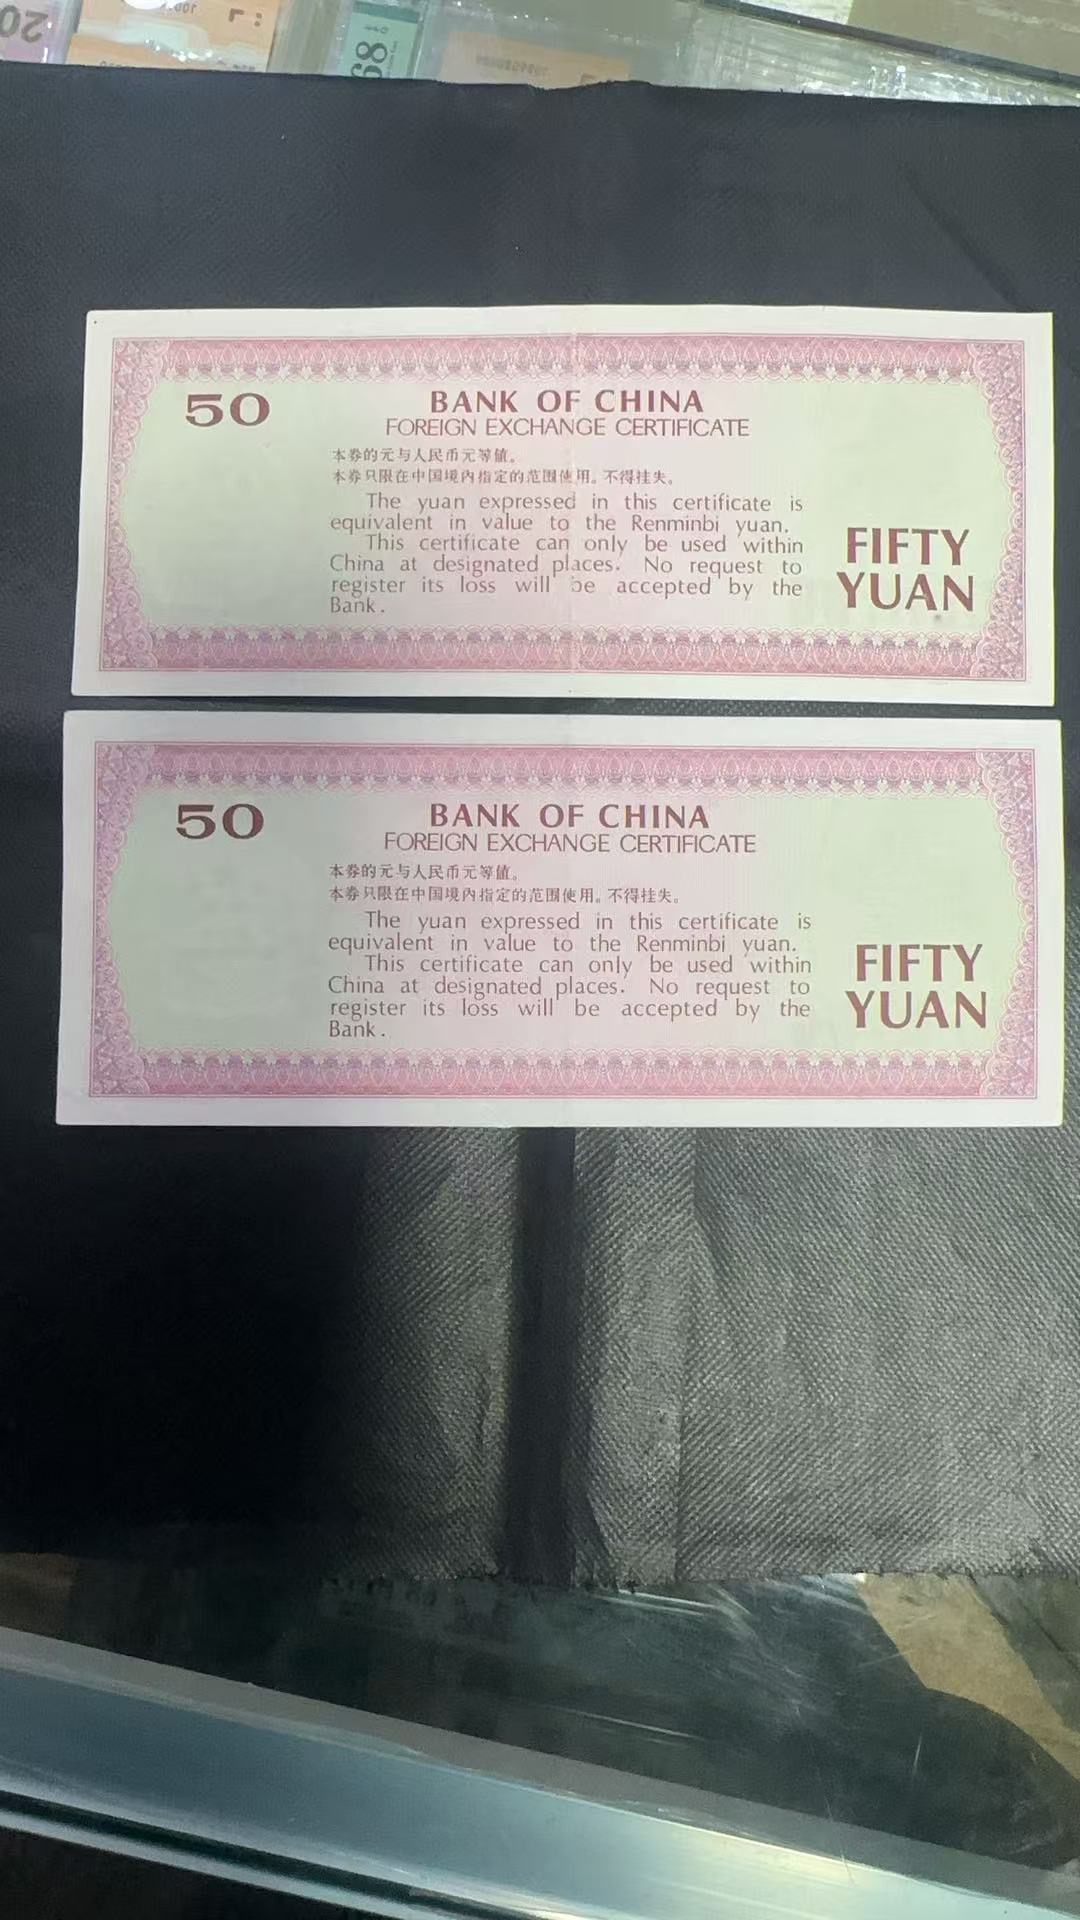 20
68
50
BANK OF CHINA
FOREIGN EXCHANGE CERTIFICATE
本券的元与人民币元等值。
本券只限在中国境内指定的范围使用。不得挂失。
The yuan expressed in this certificate is
equivalent in value to the Renminbi yuan.
This certificate can only be used within
China at designated places. No request to
register its loss will be accepted by the
Bank.
FIFTY
YUAN
50
BANK OF CHINA
FOREIGN EXCHANGE CERTIFICATE
本券的元与人民币元等值。
本券只限在中国境内指定的范围使用。不得挂失。
The yuan expressed in this certificate is
equivalent in value to the Renminbi yuan.
This certificate can only be used within
China at designated places. No request to
register its loss will be accepted by the
Bank.
FIFTY
YUAN